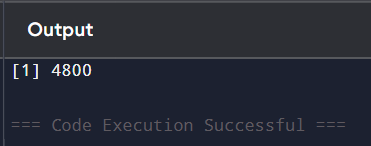 Output
[1] 4800
=== Code Execution Successful ===